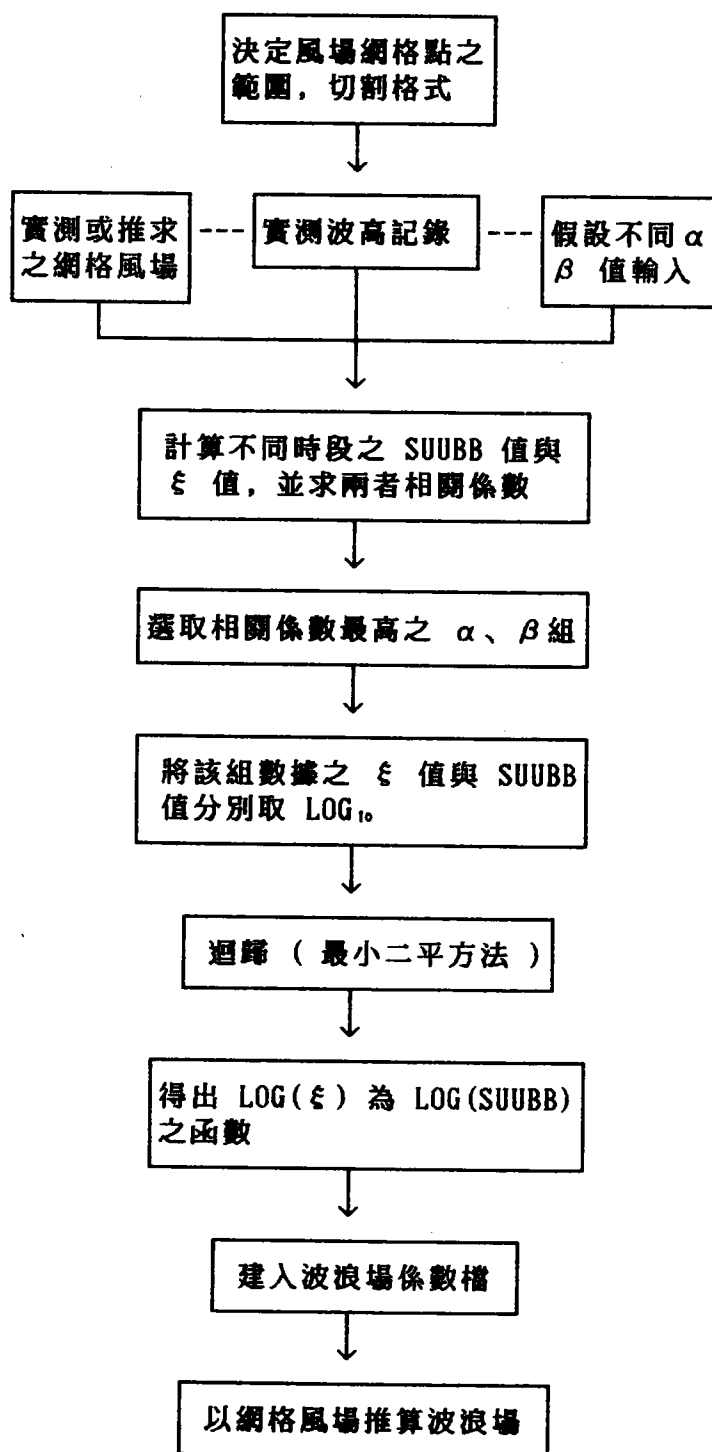 決定風場網格點之
範圍，切割格式
實測或推求
之網格風場
實測波高記錄
假設不同α
β 值輸入
計算不同時段之 SUUBB 值與
ξ 值，並求兩者相關係數
選取相關係數最高之 α、β組
將該組數據之 ξ 值與 SUUBB
值分別取 LOG₁₀
迴歸 ( 最小二平方法 )
得出 LOG(ξ) 為 LOG(SUUBB)
之函數
建入波浪場係數檔
以網格風場推算波浪場